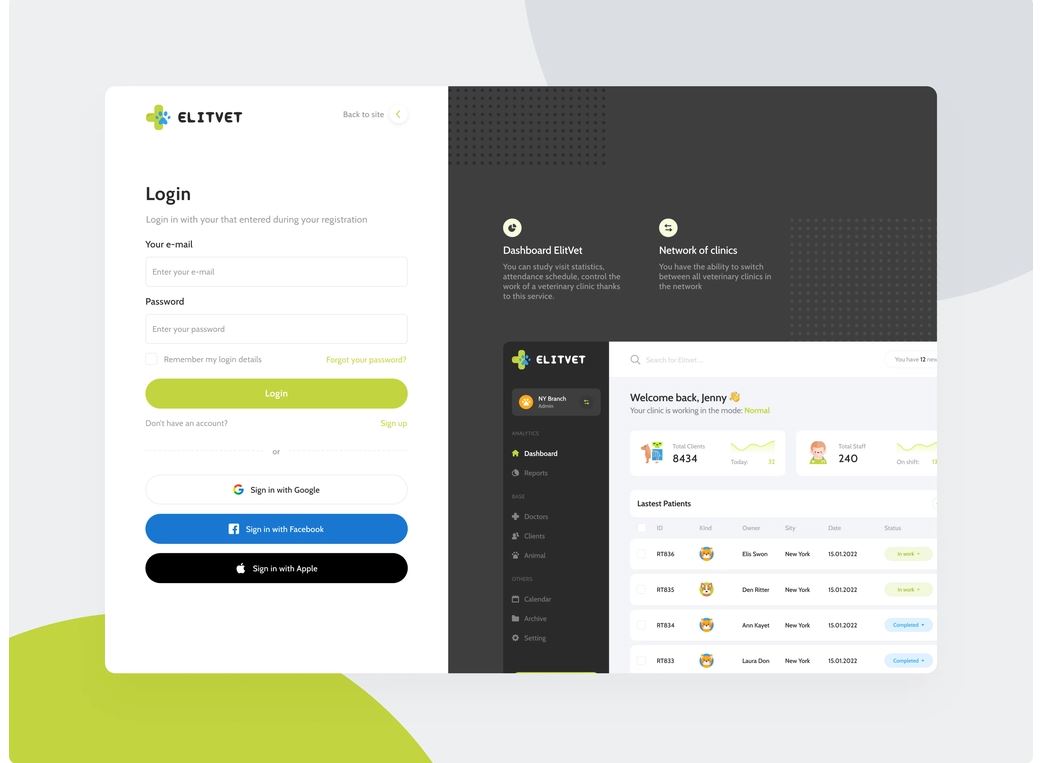 ELITVET
Back to site
Login
Login in with your that entered during your registration
Your e-mail
Enter your e-mail
Password
Enter your password
Remember my login details
Forgot your password?
Login
Don't have an account?
Sign up
or
Sign in with Google
Sign in with Facebook
Sign in with Apple
Dashboard ElitVet
You can study visit statistics,
attendance schedule, control the
work of a veterinary clinic thanks
to this service.
Network of clinics
You have the ability to switch
between all veterinary clinics in
the network
ELITVET
NY Branch
Admin
ANALYTICS
Dashboard
Reports
BASE
Doctors
Clients
Animal
OTHERS
Calendar
Archive
Setting
Search for Elitvet...
You have 12 new
Welcome back, Jenny
Your clinic is working in the mode: Normal
Total Clients
8434
Today: 32
Total Staff
240
On shift:
Lastest Patients
ID Kind Owner Sity Date Status
RT836 Elis Swon New York 15.01.2022 In work
RT835 Den Ritter New York 15.01.2022 In work
RT834 Ann Kayet New York 15.01.2022 Completed
RT833 Laura Don New York 15.01.2022 Completed